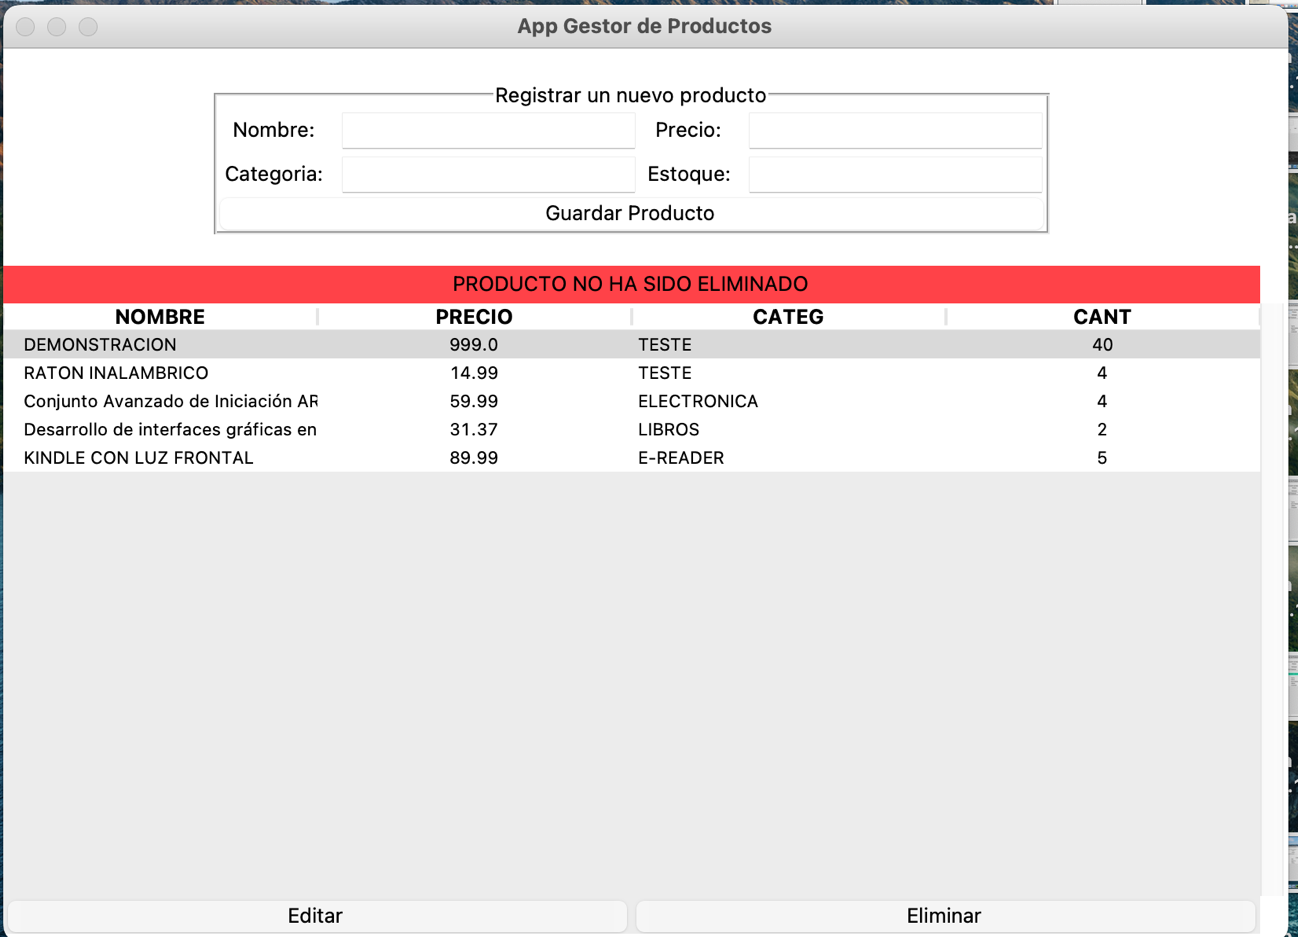 App Gestor de Productos
Registrar un nuevo producto
Nombre: Precio:
Categoria: Estoque:
Guardar Producto
PRODUCTO NO HA SIDO ELIMINADO
NOMBRE PRECIO CATEG CANT
DEMONSTRACION 999.0 TESTE 40
RATON INALAMBRICO 14.99 TESTE 4
Conjunto Avanzado de Iniciación AR 59.99 ELECTRONICA 4
Desarrollo de interfaces gráficas en 31.37 LIBROS 2
KINDLE CON LUZ FRONTAL 89.99 E-READER 5
Editar Eliminar